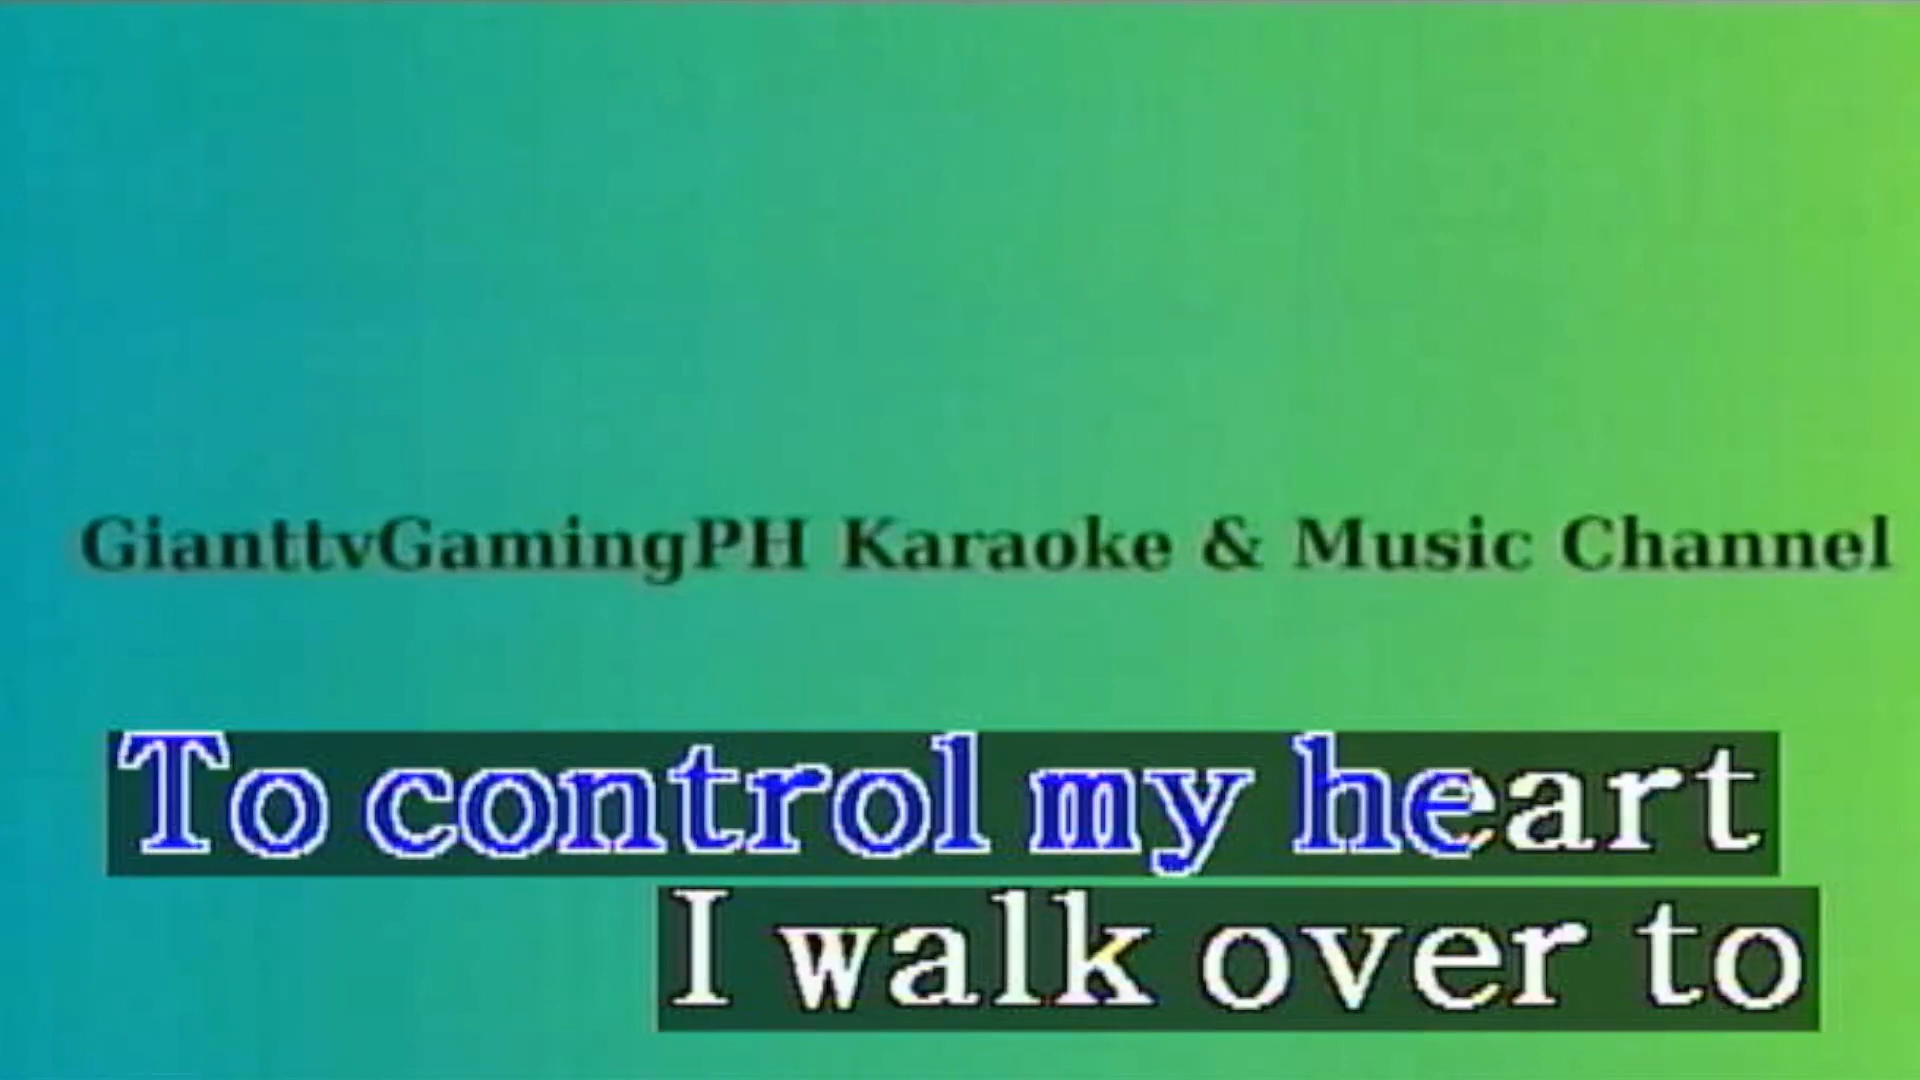 GianttvGamingPH Karaoke & Music Channel
To control my heart
I walk over to